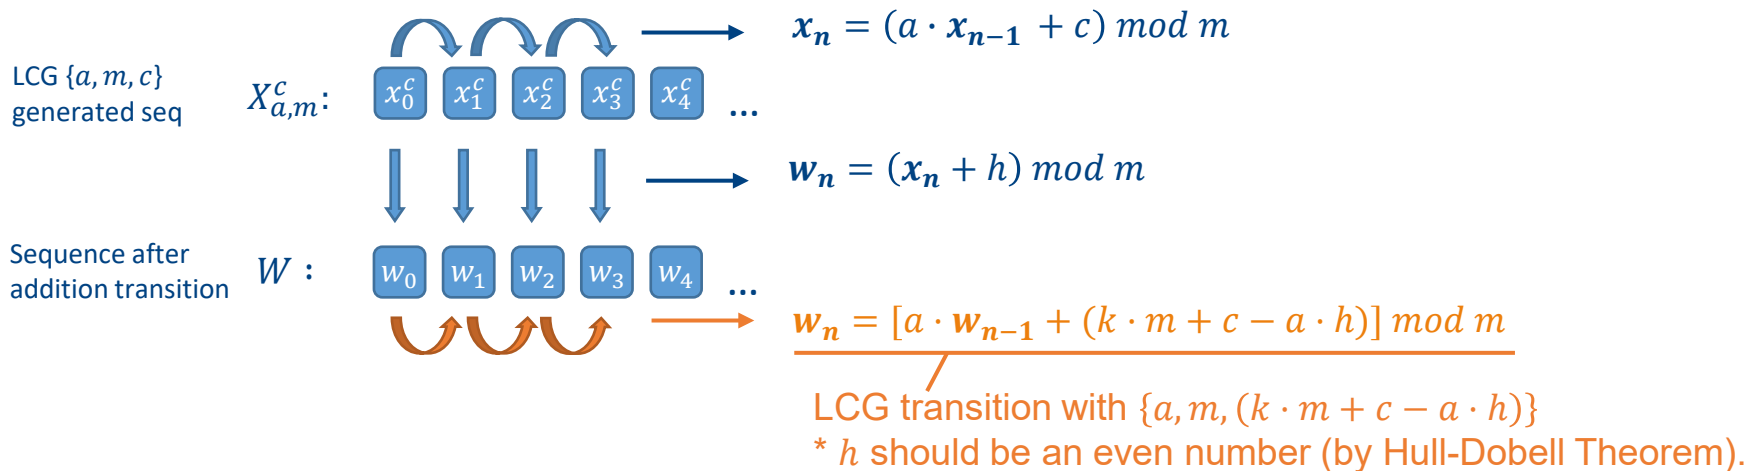 x_n = (a · x_{n−1} + c) mod m
LCG {a, m, c}
generated seq
X^c_{a,m}: x^c_0 x^c_1 x^c_2 x^c_3 x^c_4 ...
w_n = (x_n + h) mod m
Sequence after
addition transition
W : w_0 w_1 w_2 w_3 w_4 ...
w_n = [a · w_{n−1} + (k · m + c − a · h)] mod m
LCG transition with {a, m, (k · m + c − a · h)}
* h should be an even number (by Hull-Dobell Theorem).